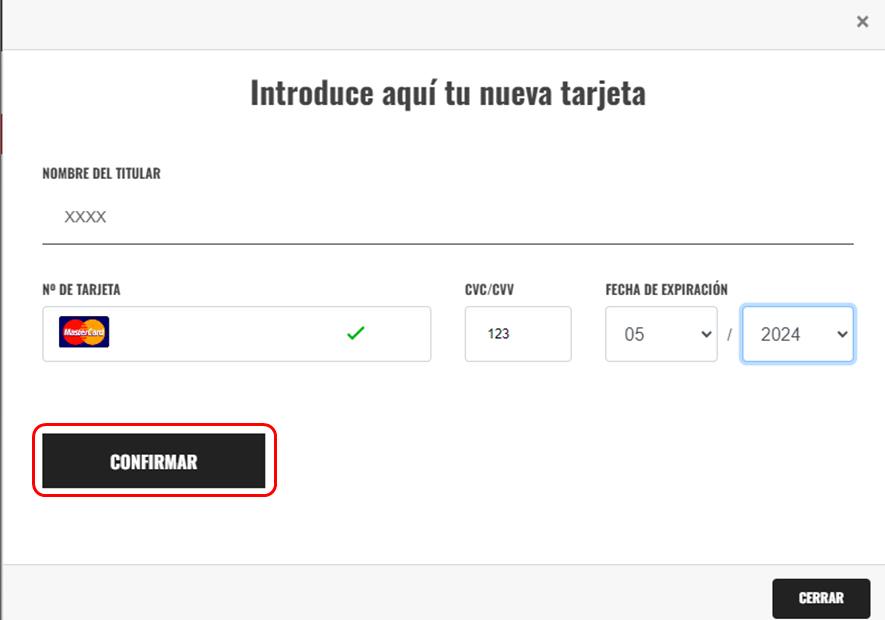 ×
Introduce aquí tu nueva tarjeta
NOMBRE DEL TITULAR
XXXX
Nº DE TARJETA
CVC/CVV
FECHA DE EXPIRACIÓN
MasterCard
123
05 / 2024
CONFIRMAR
CERRAR